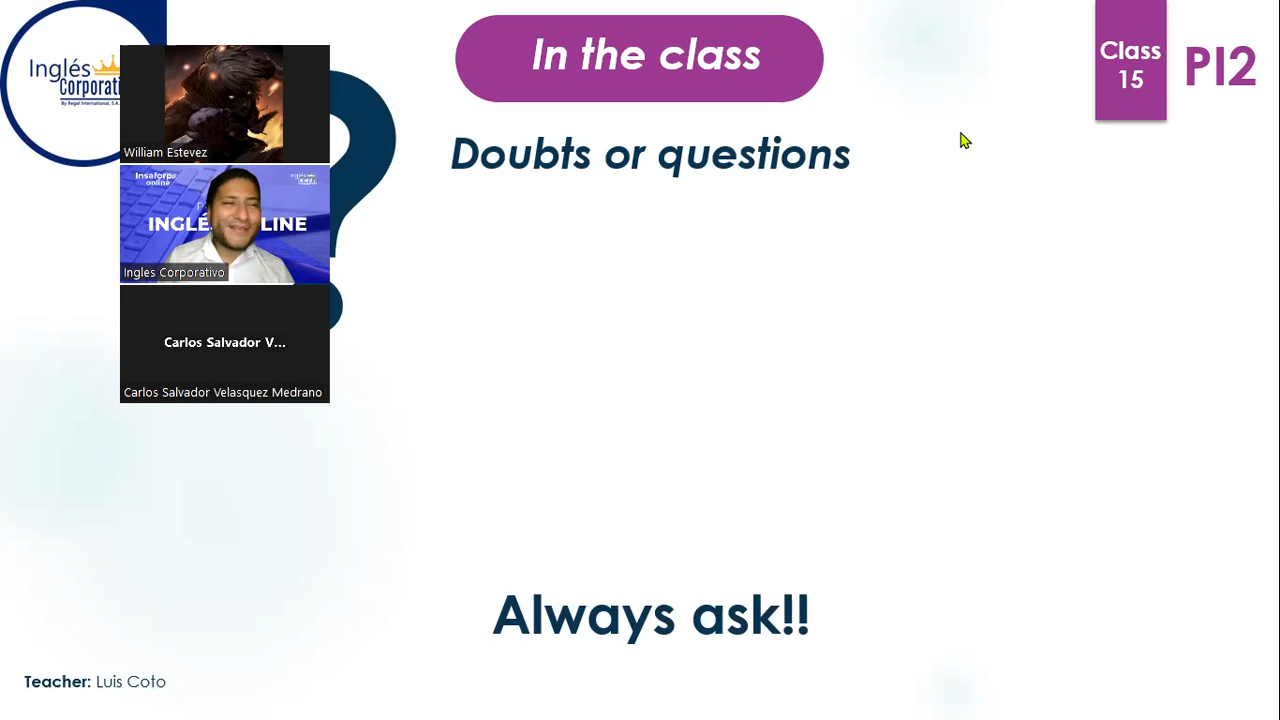 Inglés
Corporati
By Regal International, S.A.
In the class
Class
15
PI2
Doubts or questions
?
William Estevez
Insaforp
online
INGLÉ
LINE
Ingles Corporativo
Carlos Salvador V...
Carlos Salvador Velasquez Medrano
Always ask!!
Teacher: Luis Coto